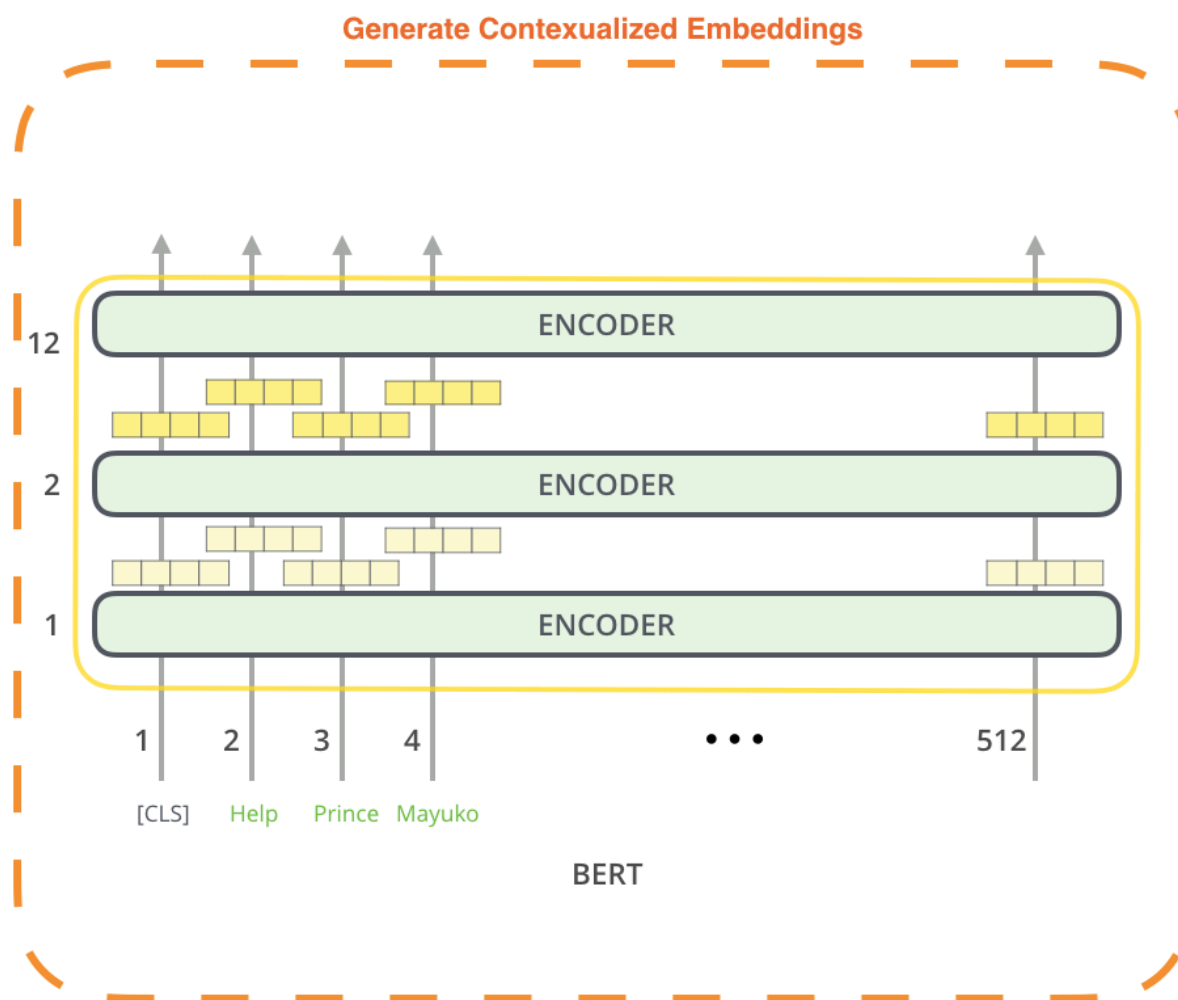 Generate Contexualized Embeddings
ENCODER
12
2
ENCODER
1
ENCODER
1 2 3 4 ••• 512
[CLS] Help Prince Mayuko
BERT